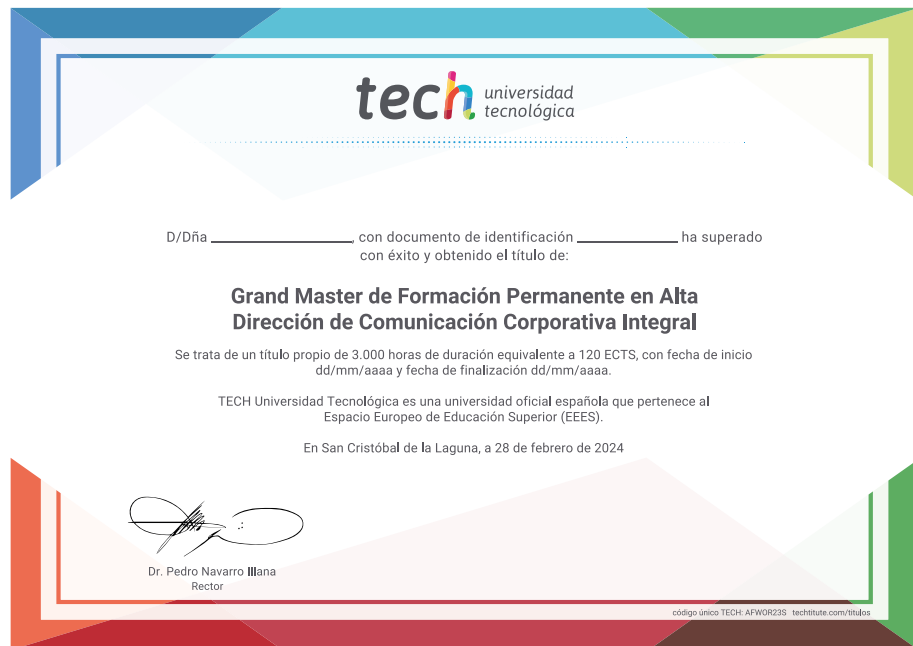 tech universidad
tecnológica
D/Dña ____________________, con documento de identificación ______________ ha superado
con éxito y obtenido el título de:
Grand Master de Formación Permanente en Alta
Dirección de Comunicación Corporativa Integral
Se trata de un título propio de 3.000 horas de duración equivalente a 120 ECTS, con fecha de inicio
dd/mm/aaaa y fecha de finalización dd/mm/aaaa.
TECH Universidad Tecnológica es una universidad oficial española que pertenece al
Espacio Europeo de Educación Superior (EEES).
En San Cristóbal de la Laguna, a 28 de febrero de 2024
Dr. Pedro Navarro Illana
Rector
código único TECH: AFWOR23S techtitute.com/titulos